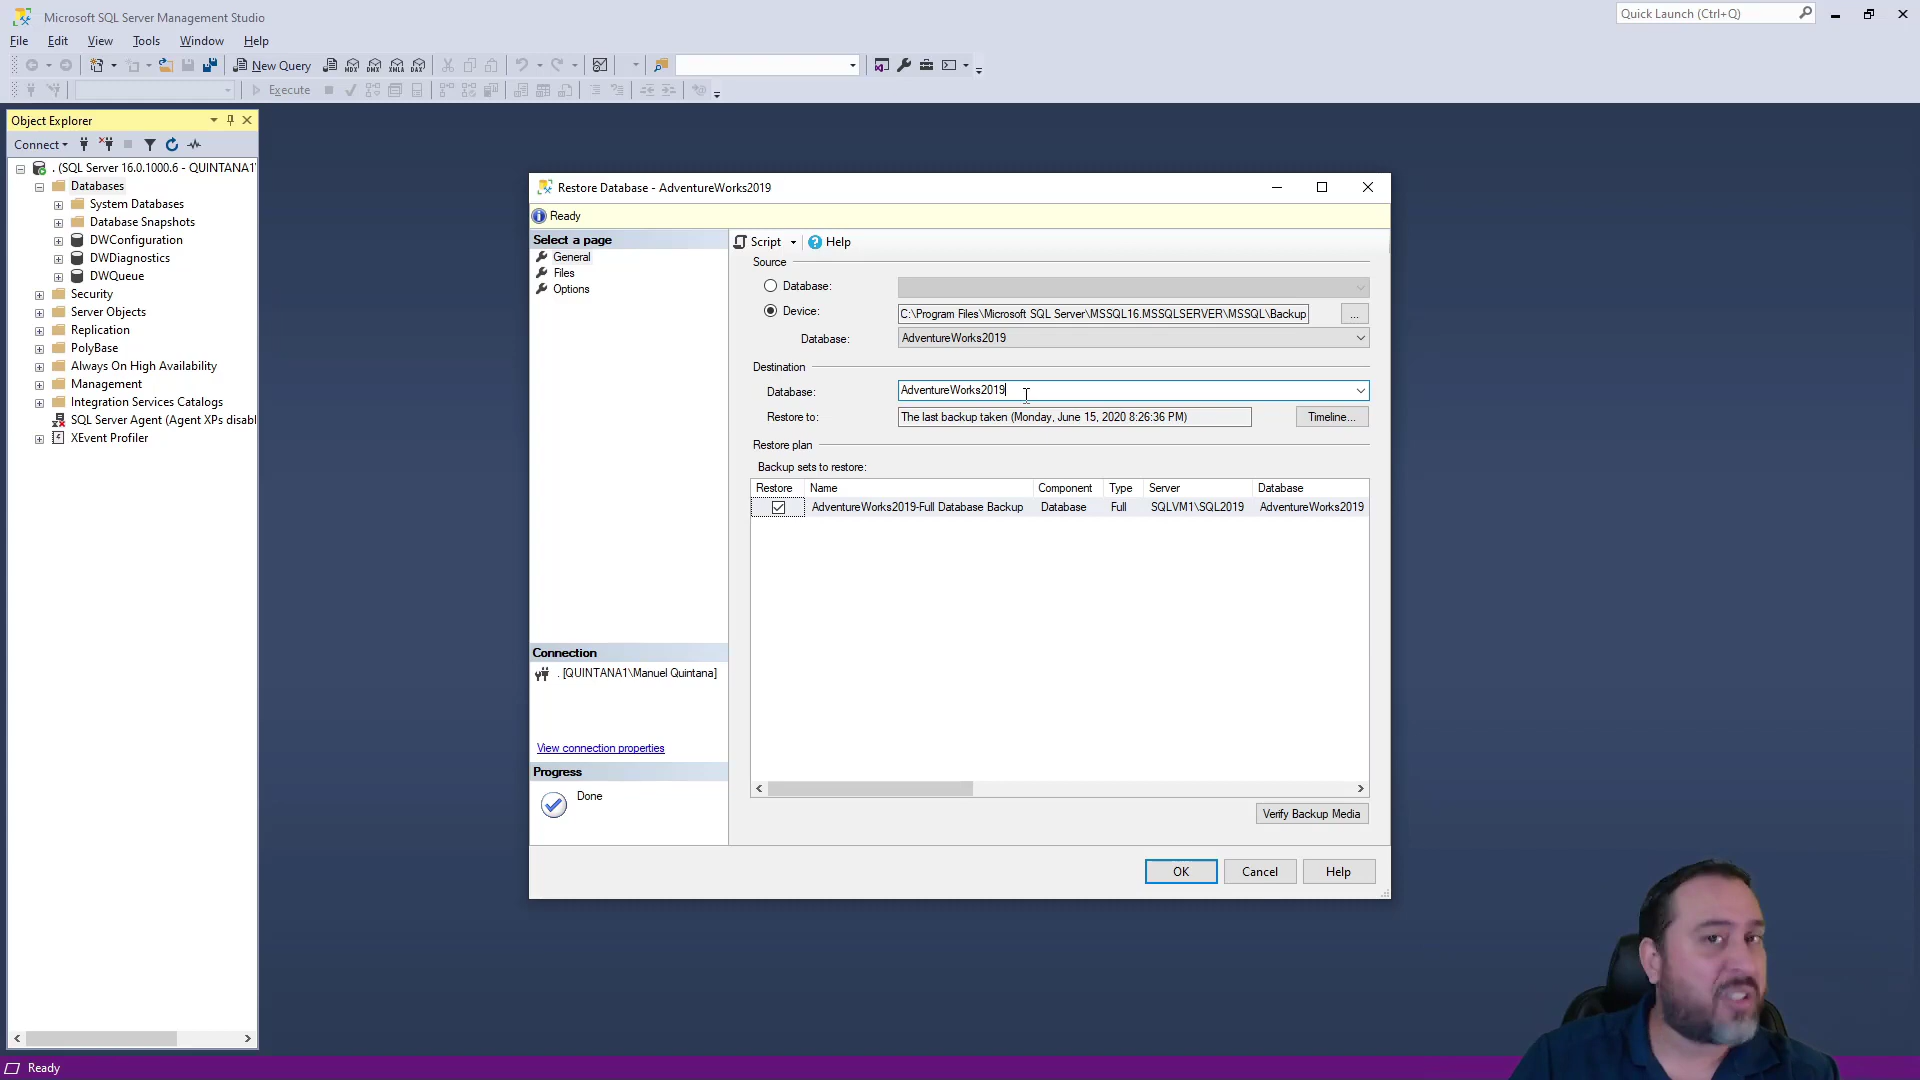 Microsoft SQL Server Management Studio
Quick Launch (Ctrl+Q)
File Edit View Tools Window Help
New Query
Execute
Object Explorer
Connect
. (SQL Server 16.0.1000.6 - QUINTANA1\
Databases
System Databases
Database Snapshots
DWConfiguration
DWDiagnostics
DWQueue
Security
Server Objects
Replication
PolyBase
Always On High Availability
Management
Integration Services Catalogs
SQL Server Agent (Agent XPs disabl
XEvent Profiler
Restore Database - AdventureWorks2019
Ready
Select a page
General
Files
Options
Connection
. [QUINTANA1\Manuel Quintana]
View connection properties
Progress
Done
Script Help
Source
Database:
Device: C:\Program Files\Microsoft SQL Server\MSSQL16.MSSQLSERVER\MSSQL\Backup ...
Database: AdventureWorks2019
Destination
Database: AdventureWorks2019
Restore to: The last backup taken (Monday, June 15, 2020 8:26:36 PM) Timeline...
Restore plan
Backup sets to restore:
Restore Name Component Type Server Database
AdventureWorks2019-Full Database Backup Database Full SQLVM1\SQL2019 AdventureWorks2019
Verify Backup Media
OK Cancel Help
Ready